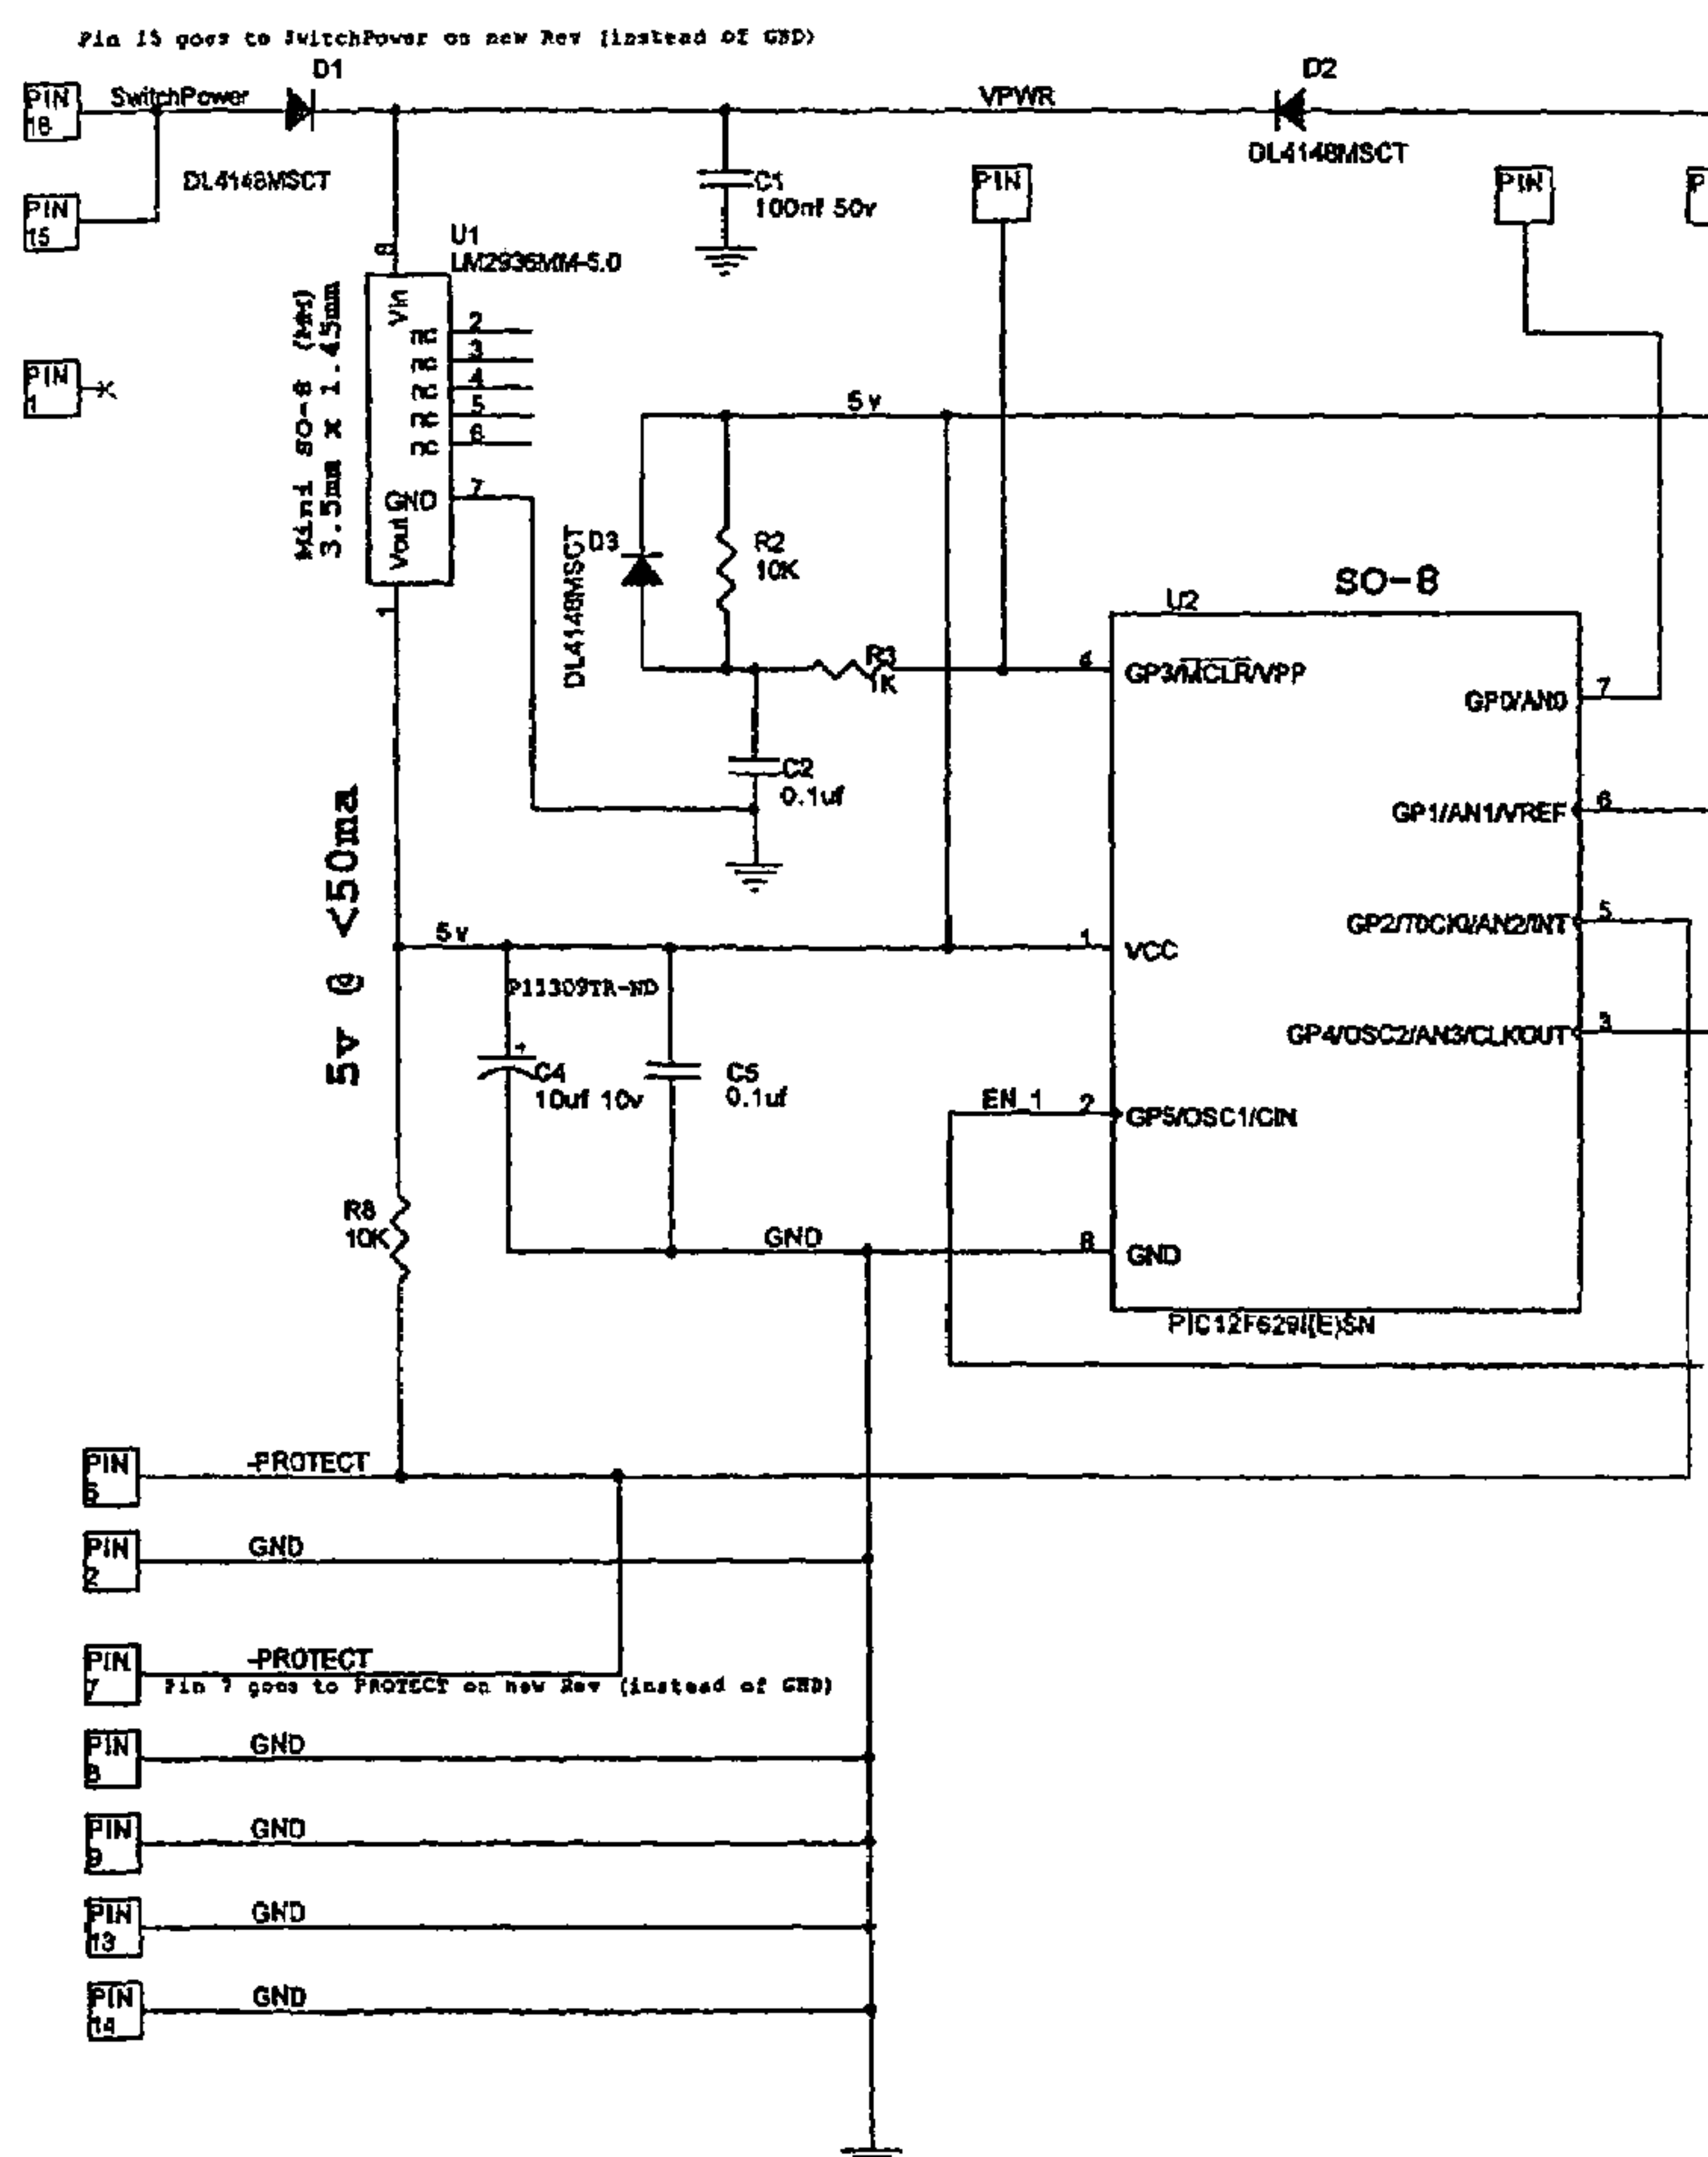 Pin 15 goes to SwitchPower on new Rev (instead of GND)
D1
D2
PIN
18
SwitchPower
VPWR
DL4148MSCT
DL4148MSCT
PIN
15
C1
100nf 50v
PIN
PIN
P
U1
LM2936MM-5.0
8
Vin
Mini SO-8 (MM)
3.5mm x 1.45mm
NC 2
NC 3
NC 4
NC 5
NC 6
GND 7
Vout
1
PIN
1
5v
D3
DL4148MSCT
R2
10K
R3
1K
SO-8
U2
4
GP3/MCLR/VPP
GP0/AN0
7
C2
0.1uf
GP1/AN1/VREF
6
GP2/T0CKI/AN2/INT
5
5v @ <50ma
5v
1
VCC
P11309TR-ND
GP4/OSC2/AN3/CLKOUT
3
+
C4
10uf 10v
C5
0.1uf
EN_1
2
GP5/OSC1/CIN
R8
10K
GND
8
GND
PIC12F629I(E)SN
PIN
-PROTECT
PIN
2
GND
PIN
7
-PROTECT
Pin 7 goes to PROTECT on new Rev (instead of GND)
PIN
8
GND
PIN
9
GND
PIN
13
GND
PIN
14
GND